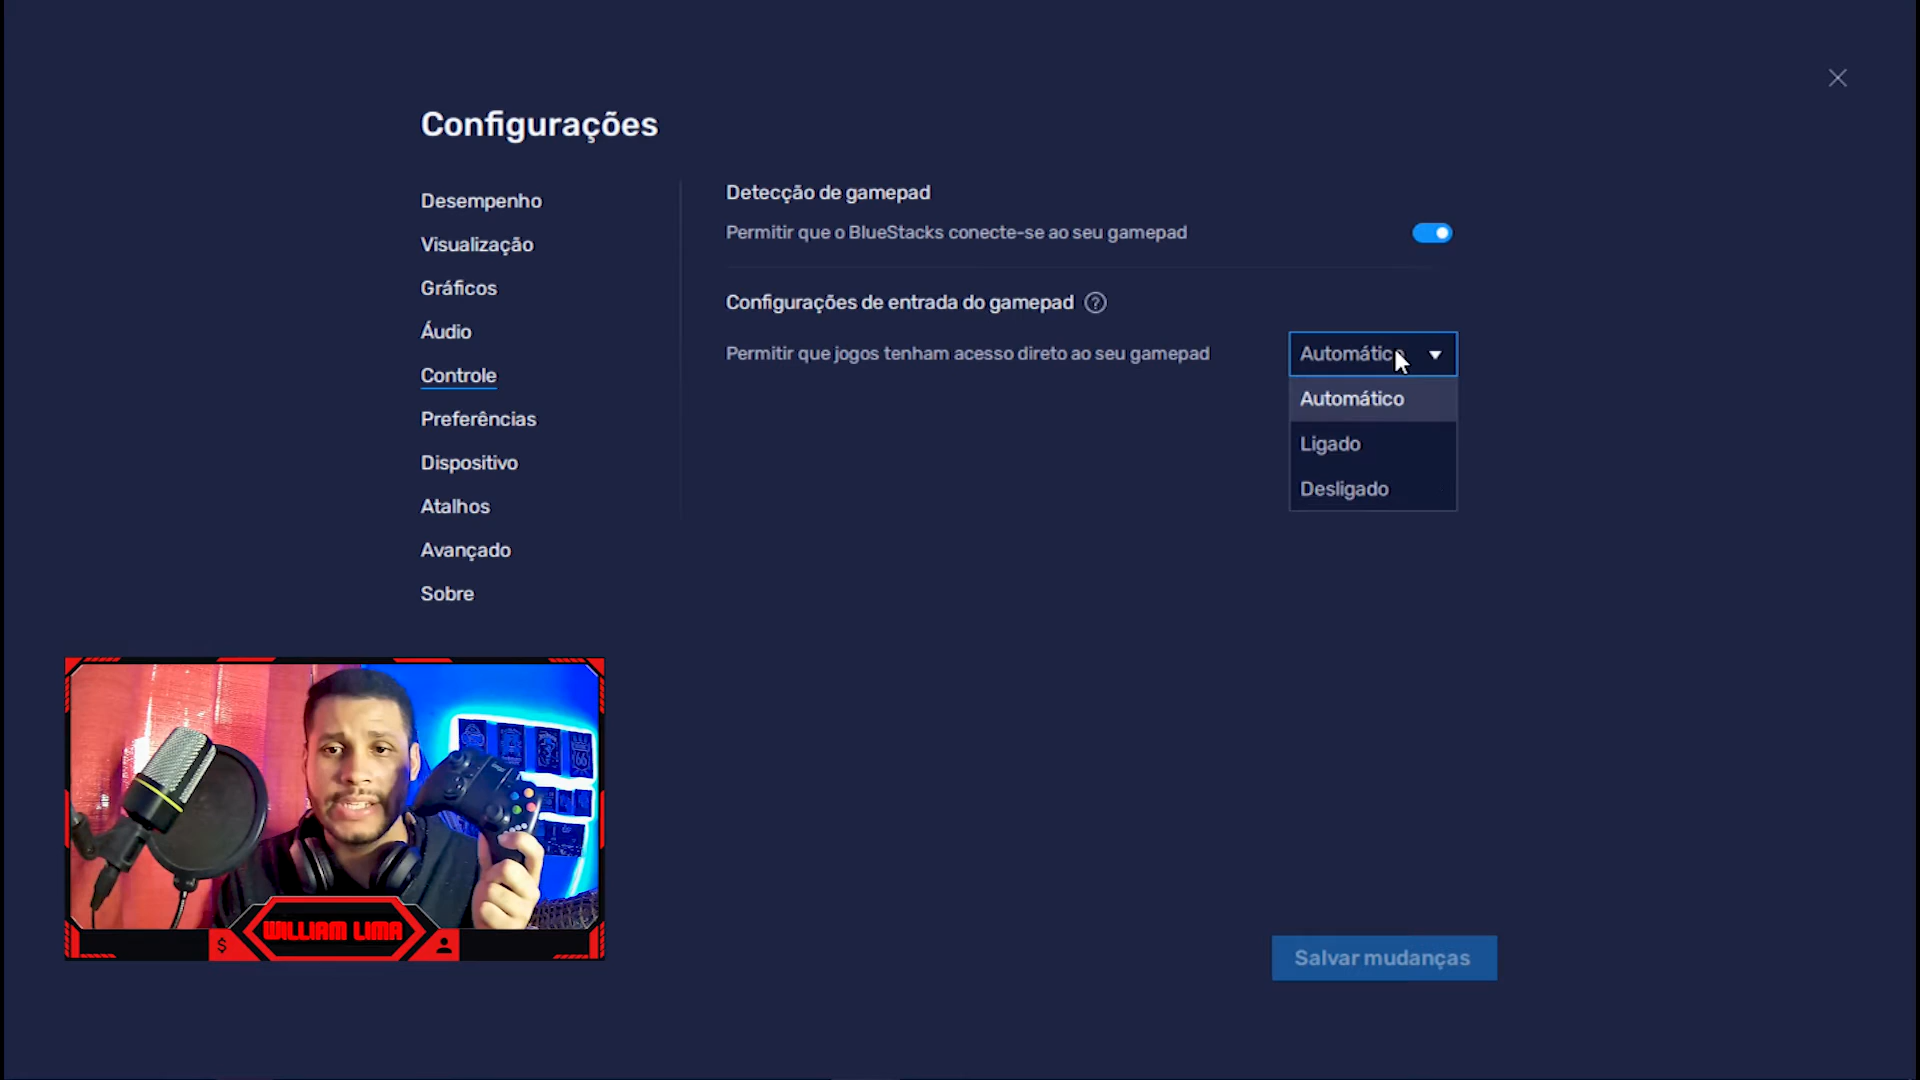 Configurações
Desempenho
Visualização
Gráficos
Áudio
Controle
Preferências
Dispositivo
Atalhos
Avançado
Sobre
Detecção de gamepad
Permitir que o BlueStacks conecte-se ao seu gamepad
Configurações de entrada do gamepad ?
Permitir que jogos tenham acesso direto ao seu gamepad
Automático
Automático
Ligado
Desligado
66
$
WILLIAM LIMA
Salvar mudanças